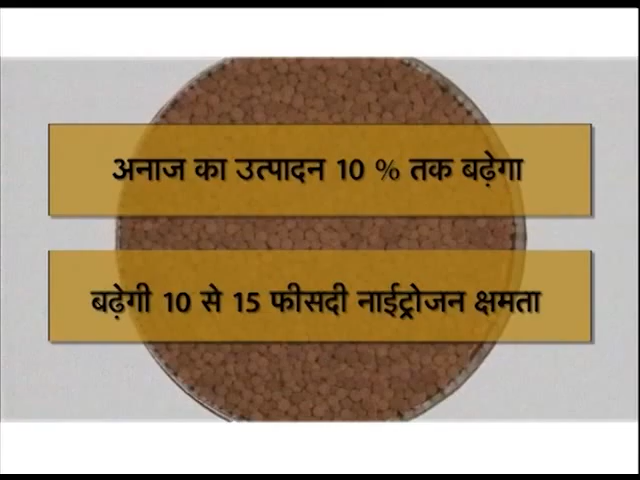 अनाज का उत्पादन 10 % तक बढ़ेगा
बढ़ेगी 10 से 15 फीसदी नाईट्रोजन क्षमता